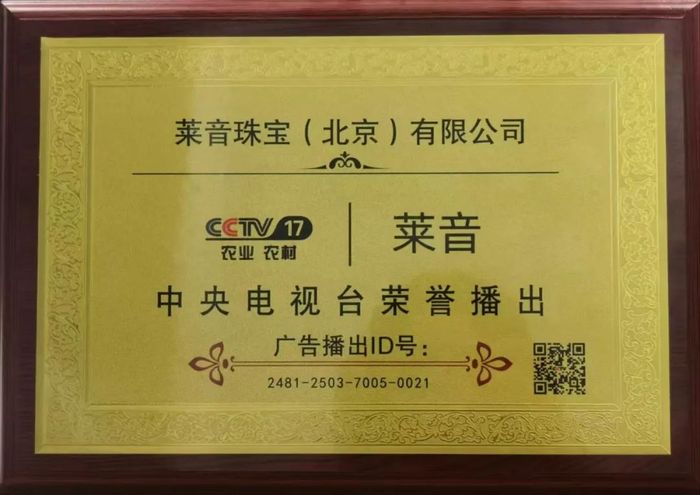 莱音珠宝（北京）有限公司
CCTV 17
农业 农村
莱音
中央电视台荣誉播出
广告播出ID号：
2481-2503-7005-0021